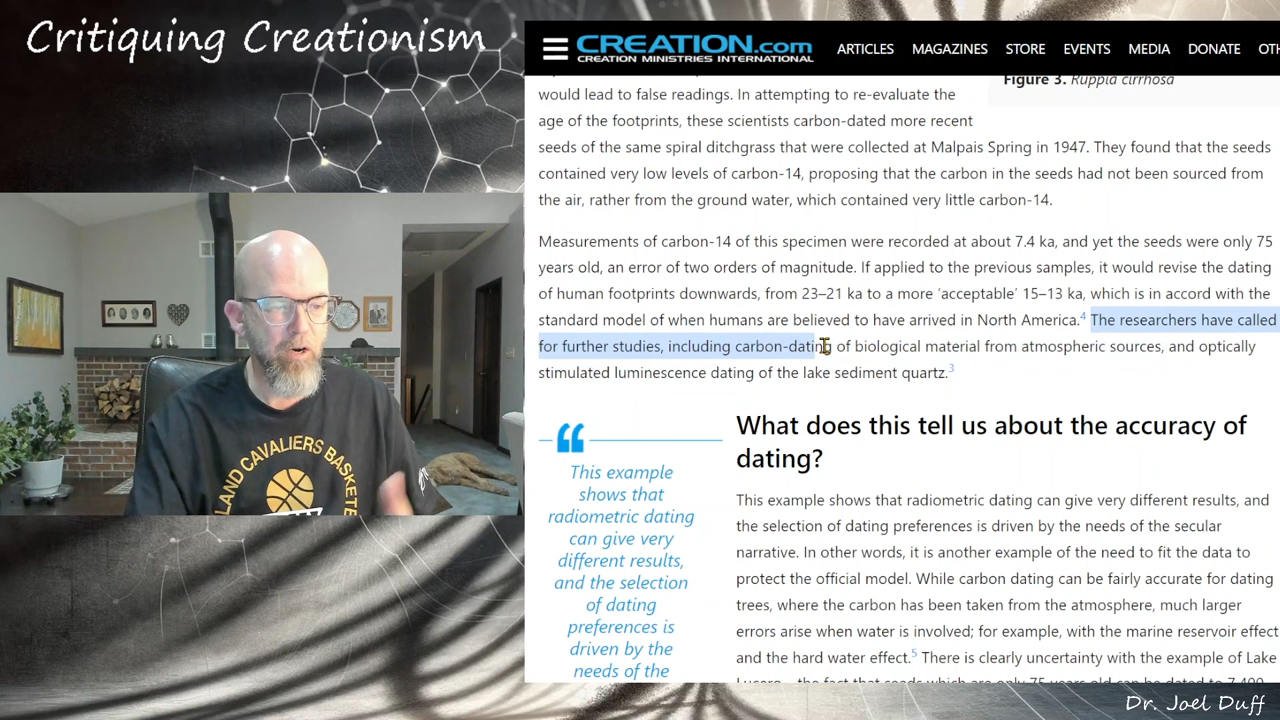 Critiquing Creationism
CREATION.com
CREATION MINISTRIES INTERNATIONAL
ARTICLES MAGAZINES STORE EVENTS MEDIA DONATE
Figure 3. Ruppia cirrhosa
would lead to false readings. In attempting to re-evaluate the
age of the footprints, these scientists carbon-dated more recent
seeds of the same spiral ditchgrass that were collected at Malpais Spring in 1947. They found that the seeds
contained very low levels of carbon-14, proposing that the carbon in the seeds had not been sourced from
the air, rather from the ground water, which contained very little carbon-14.
Measurements of carbon-14 of this specimen were recorded at about 7.4 ka, and yet the seeds were only 75
years old, an error of two orders of magnitude. If applied to the previous samples, it would revise the dating
of human footprints downwards, from 23–21 ka to a more ‘acceptable’ 15–13 ka, which is in accord with the
standard model of when humans are believed to have arrived in North America.4 The researchers have called
for further studies, including carbon-dating of biological material from atmospheric sources, and optically
stimulated luminescence dating of the lake sediment quartz.3
This example
shows that
radiometric dating
can give very
different results,
and the selection
of dating
preferences is
driven by the
needs of the
What does this tell us about the accuracy of
dating?
This example shows that radiometric dating can give very different results, and
the selection of dating preferences is driven by the needs of the secular
narrative. In other words, it is another example of the need to fit the data to
protect the official model. While carbon dating can be fairly accurate for dating
trees, where the carbon has been taken from the atmosphere, much larger
errors arise when water is involved; for example, with the marine reservoir effect
and the hard water effect.5 There is clearly uncertainty with the example of Lake
LAND CAVALIERS BASKETB
Dr. Joel Duff